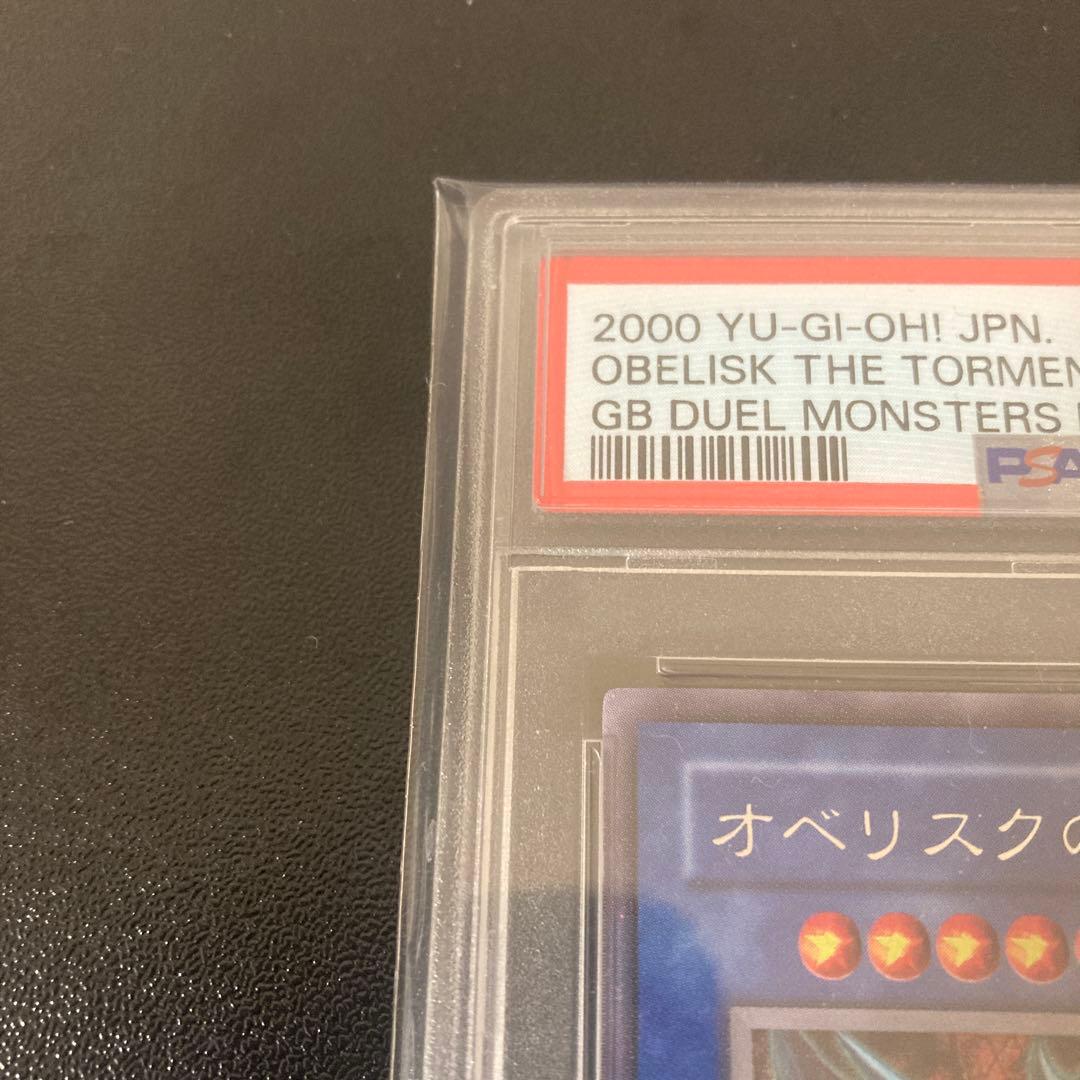 2000 YU-GI-OH! JPN.
OBELISK THE TORMEN
GB DUEL MONSTERS
PSA
オベリスクの